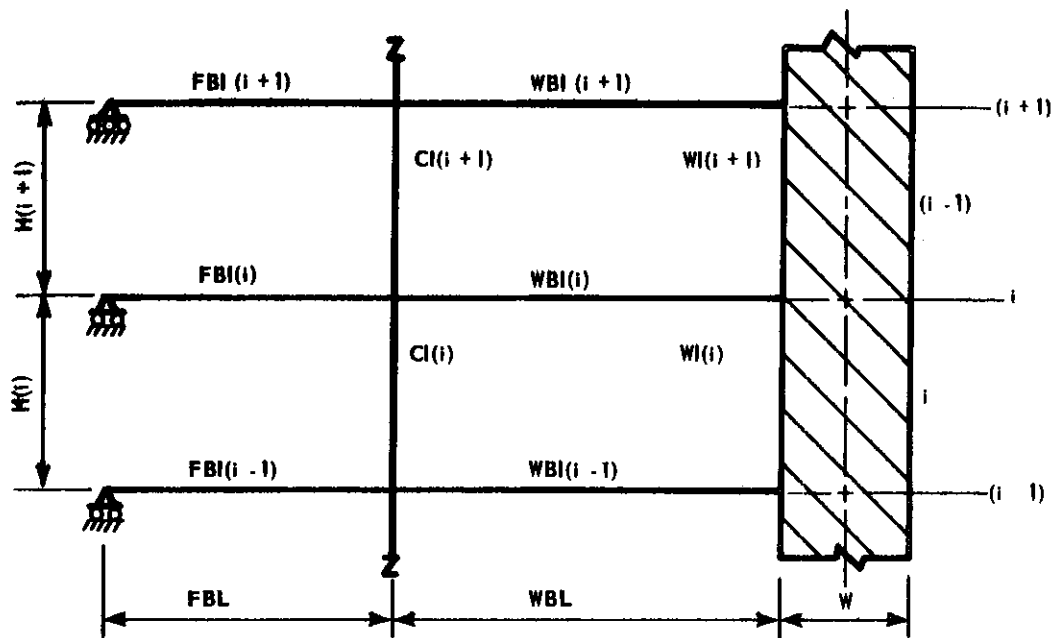 FBI (i + 1) WBI (i + 1)
(i + 1)
CI(i + 1) WI(i + 1)
H(i + 1)
(i - 1)
FBI(i) WBI(i)
i
CI(i) WI(i)
H(i)
i
FBI(i - 1) WBI(i - 1)
(i 1)
FBL WBL W